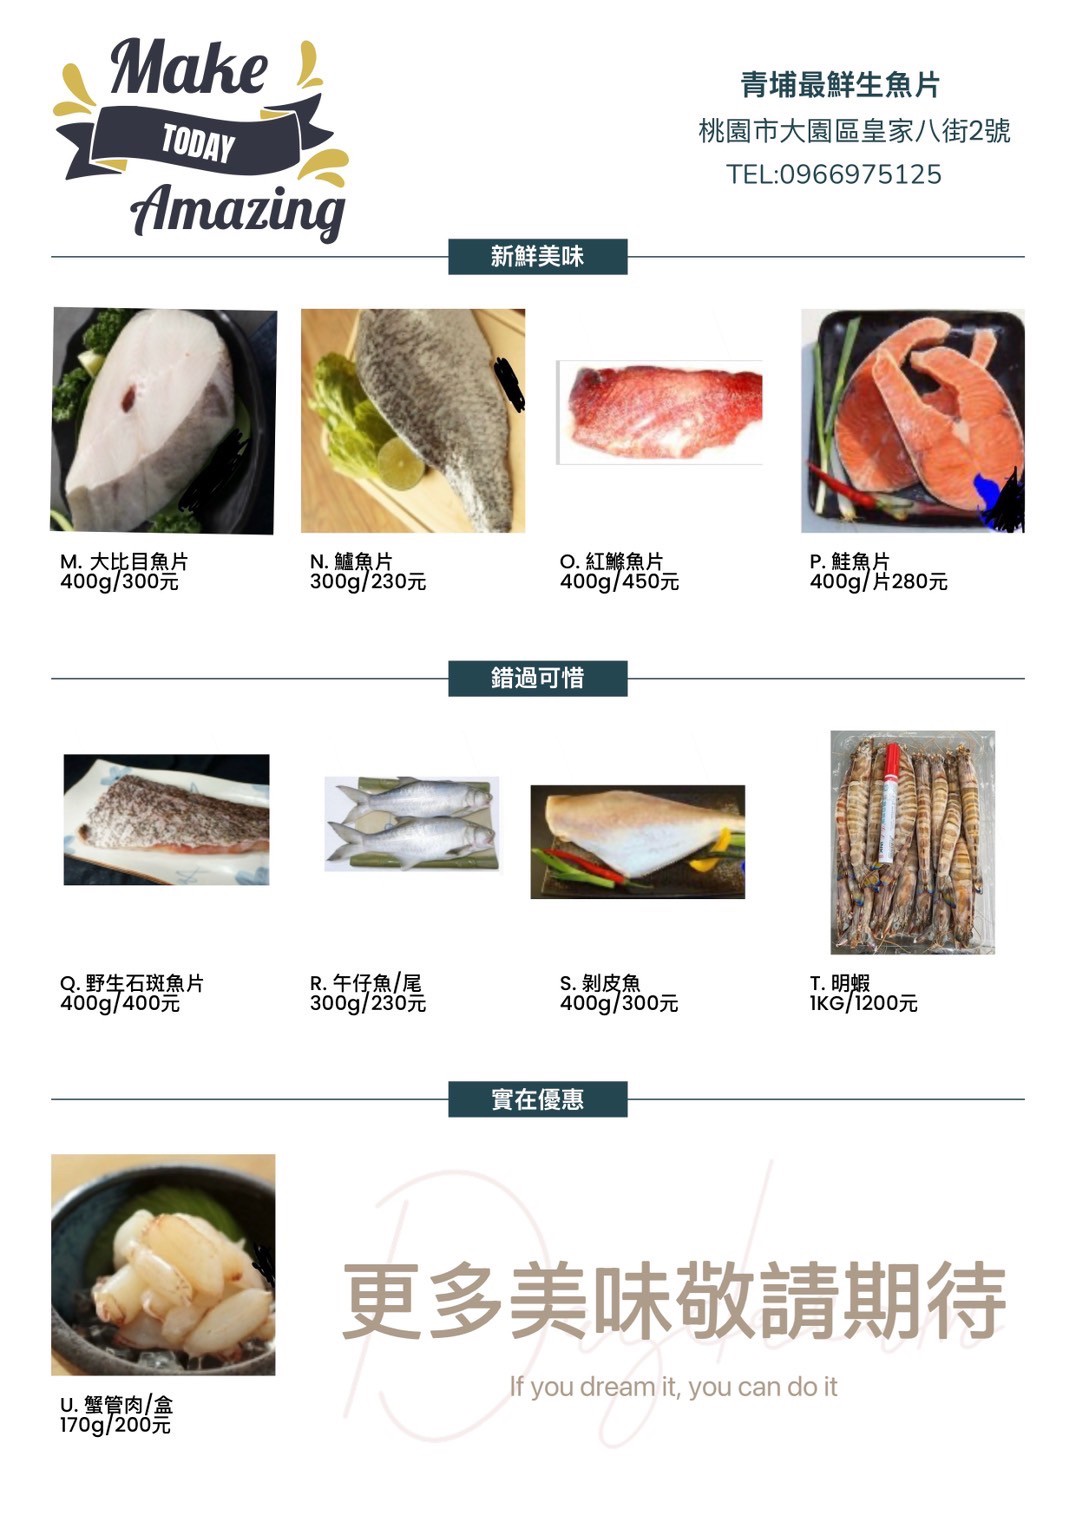 Make
TODAY
Amazing
青埔最鮮生魚片
桃園市大園區皇家八街2號
TEL:0966975125
新鮮美味
M. 大比目魚片
400g/300元
N. 鱸魚片
300g/230元
O. 紅鰷魚片
400g/450元
P. 鮭魚片
400g/片280元
錯過可惜
Q. 野生石斑魚片
400g/400元
R. 午仔魚/尾
300g/230元
S. 剝皮魚
400g/300元
T. 明蝦
1KG/1200元
實在優惠
U. 蟹管肉/盒
170g/200元
更多美味敬請期待
If you dream it, you can do it